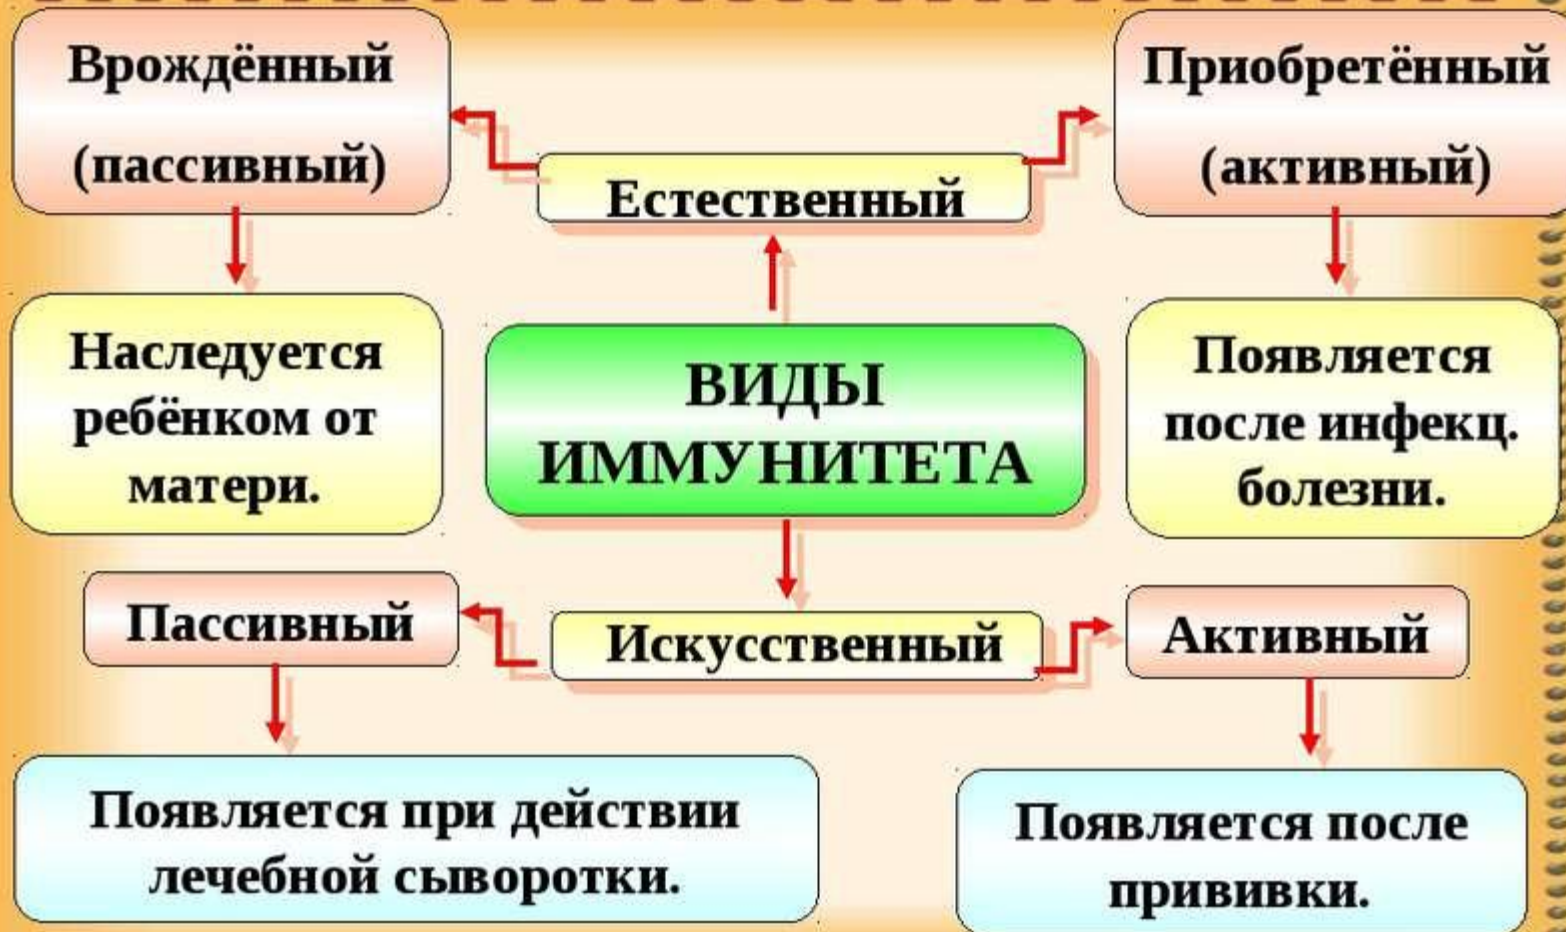 Врождённый
(пассивный)
Приобретённый
(активный)
Естественный
Наследуется
ребёнком от
матери.
ВИДЫ
ИММУНИТЕТА
Появляется
после инфекц.
болезни.
Пассивный
Искусственный
Активный
Появляется при действии
лечебной сыворотки.
Появляется после
прививки.